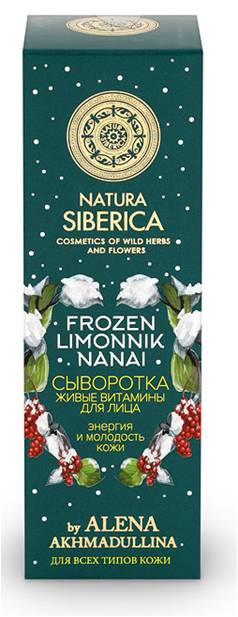 NATURA
SIBERICA
COSMETICS OF WILD HERBS
AND FLOWERS
FROZEN
LIMONNIK
NANAI
СЫВОРОТКА
ЖИВЫЕ ВИТАМИНЫ
ДЛЯ ЛИЦА
энергия
и молодость
кожи
by ALENA
AKHMADULLINA
ДЛЯ ВСЕХ ТИПОВ КОЖИ